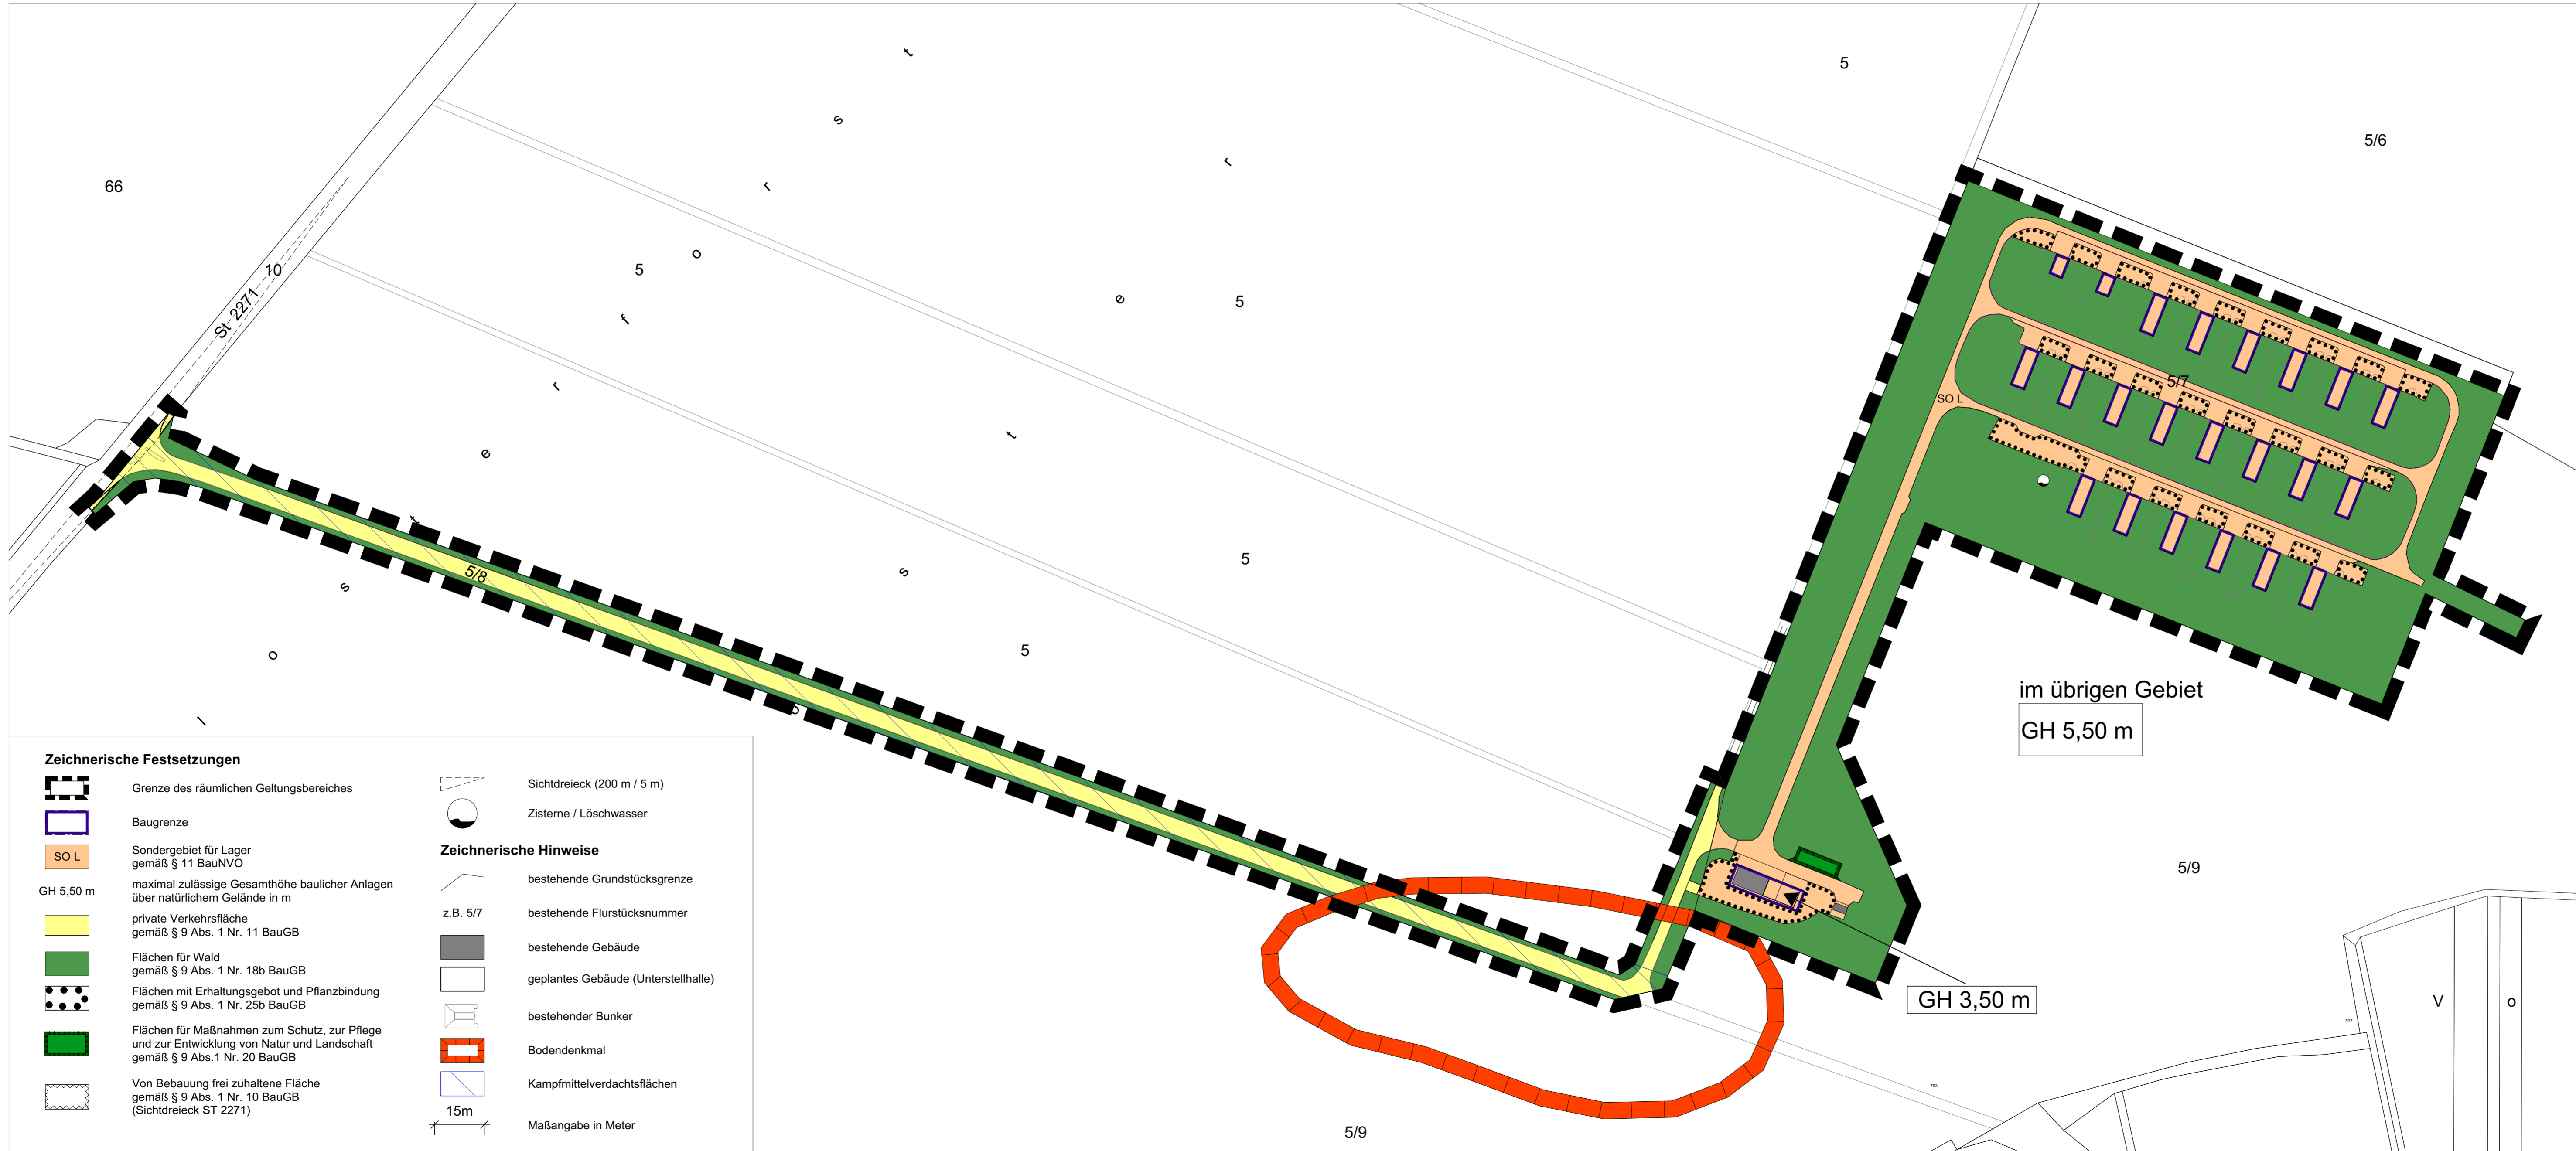 66
10
St 2271
5
5
5
5
5
5/6
5/7
SO L
5/8
5/9
5/9
K l o s t e r f o r s t
o s t e r
im übrigen Gebiet
GH 5,50 m
GH 3,50 m
V o
937
753
Zeichnerische Festsetzungen
Grenze des räumlichen Geltungsbereiches
Baugrenze
SO L
Sondergebiet für Lager
gemäß § 11 BauNVO
GH 5,50 m
maximal zulässige Gesamthöhe baulicher Anlagen
über natürlichem Gelände in m
private Verkehrsfläche
gemäß § 9 Abs. 1 Nr. 11 BauGB
Flächen für Wald
gemäß § 9 Abs. 1 Nr. 18b BauGB
Flächen mit Erhaltungsgebot und Pflanzbindung
gemäß § 9 Abs. 1 Nr. 25b BauGB
Flächen für Maßnahmen zum Schutz, zur Pflege
und zur Entwicklung von Natur und Landschaft
gemäß § 9 Abs.1 Nr. 20 BauGB
Von Bebauung frei zuhaltene Fläche
gemäß § 9 Abs. 1 Nr. 10 BauGB
(Sichtdreieck ST 2271)
Sichtdreieck (200 m / 5 m)
Zisterne / Löschwasser
Zeichnerische Hinweise
bestehende Grundstücksgrenze
z.B. 5/7
bestehende Flurstücksnummer
bestehende Gebäude
geplantes Gebäude (Unterstellhalle)
bestehender Bunker
Bodendenkmal
Kampfmittelverdachtsflächen
15m
Maßangabe in Meter